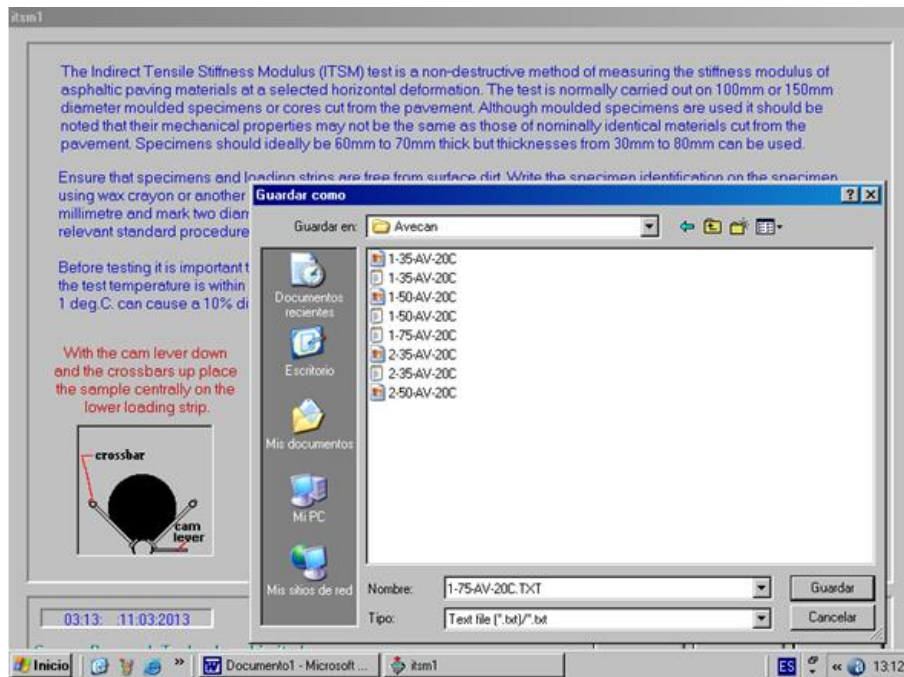 itsm1
The Indirect Tensile Stiffness Modulus (ITSM) test is a non-destructive method of measuring the stiffness modulus of
asphaltic paving materials at a selected horizontal deformation. The test is normally carried out on 100mm or 150mm
diameter moulded specimens or cores cut from the pavement. Although moulded specimens are used it should be
noted that their mechanical properties may not be the same as those of nominally identical materials cut from the
pavement. Specimens should ideally be 60mm to 70mm thick but thicknesses from 30mm to 80mm can be used.
Ensure that specimens and loading strips are free from surface dirt. Write the specimen identification on the specimen
using wax crayon or another
millimetre and mark two diam
relevant standard procedure
Before testing it is important t
the test temperature is within
1 deg.C. can cause a 10% di
With the cam lever down
and the crossbars up place
the sample centrally on the
lower loading strip.
crossbar
cam
lever
03:13: :11:03:2013
Guardar como
Guardar en:
Avecan
Documentos
recientes
Escritorio
Mis documentos
Mi PC
Mis sitios de red
1-35-AV-20C
1-35-AV-20C
1-50-AV-20C
1-50-AV-20C
1-75-AV-20C
2-35-AV-20C
2-35-AV-20C
2-50-AV-20C
Nombre:
1-75-AV-20C.TXT
Guardar
Tipo:
Text file (*.txt)/*.txt
Cancelar
Inicio
Documento1 - Microsoft ...
itsm1
ES
13:12